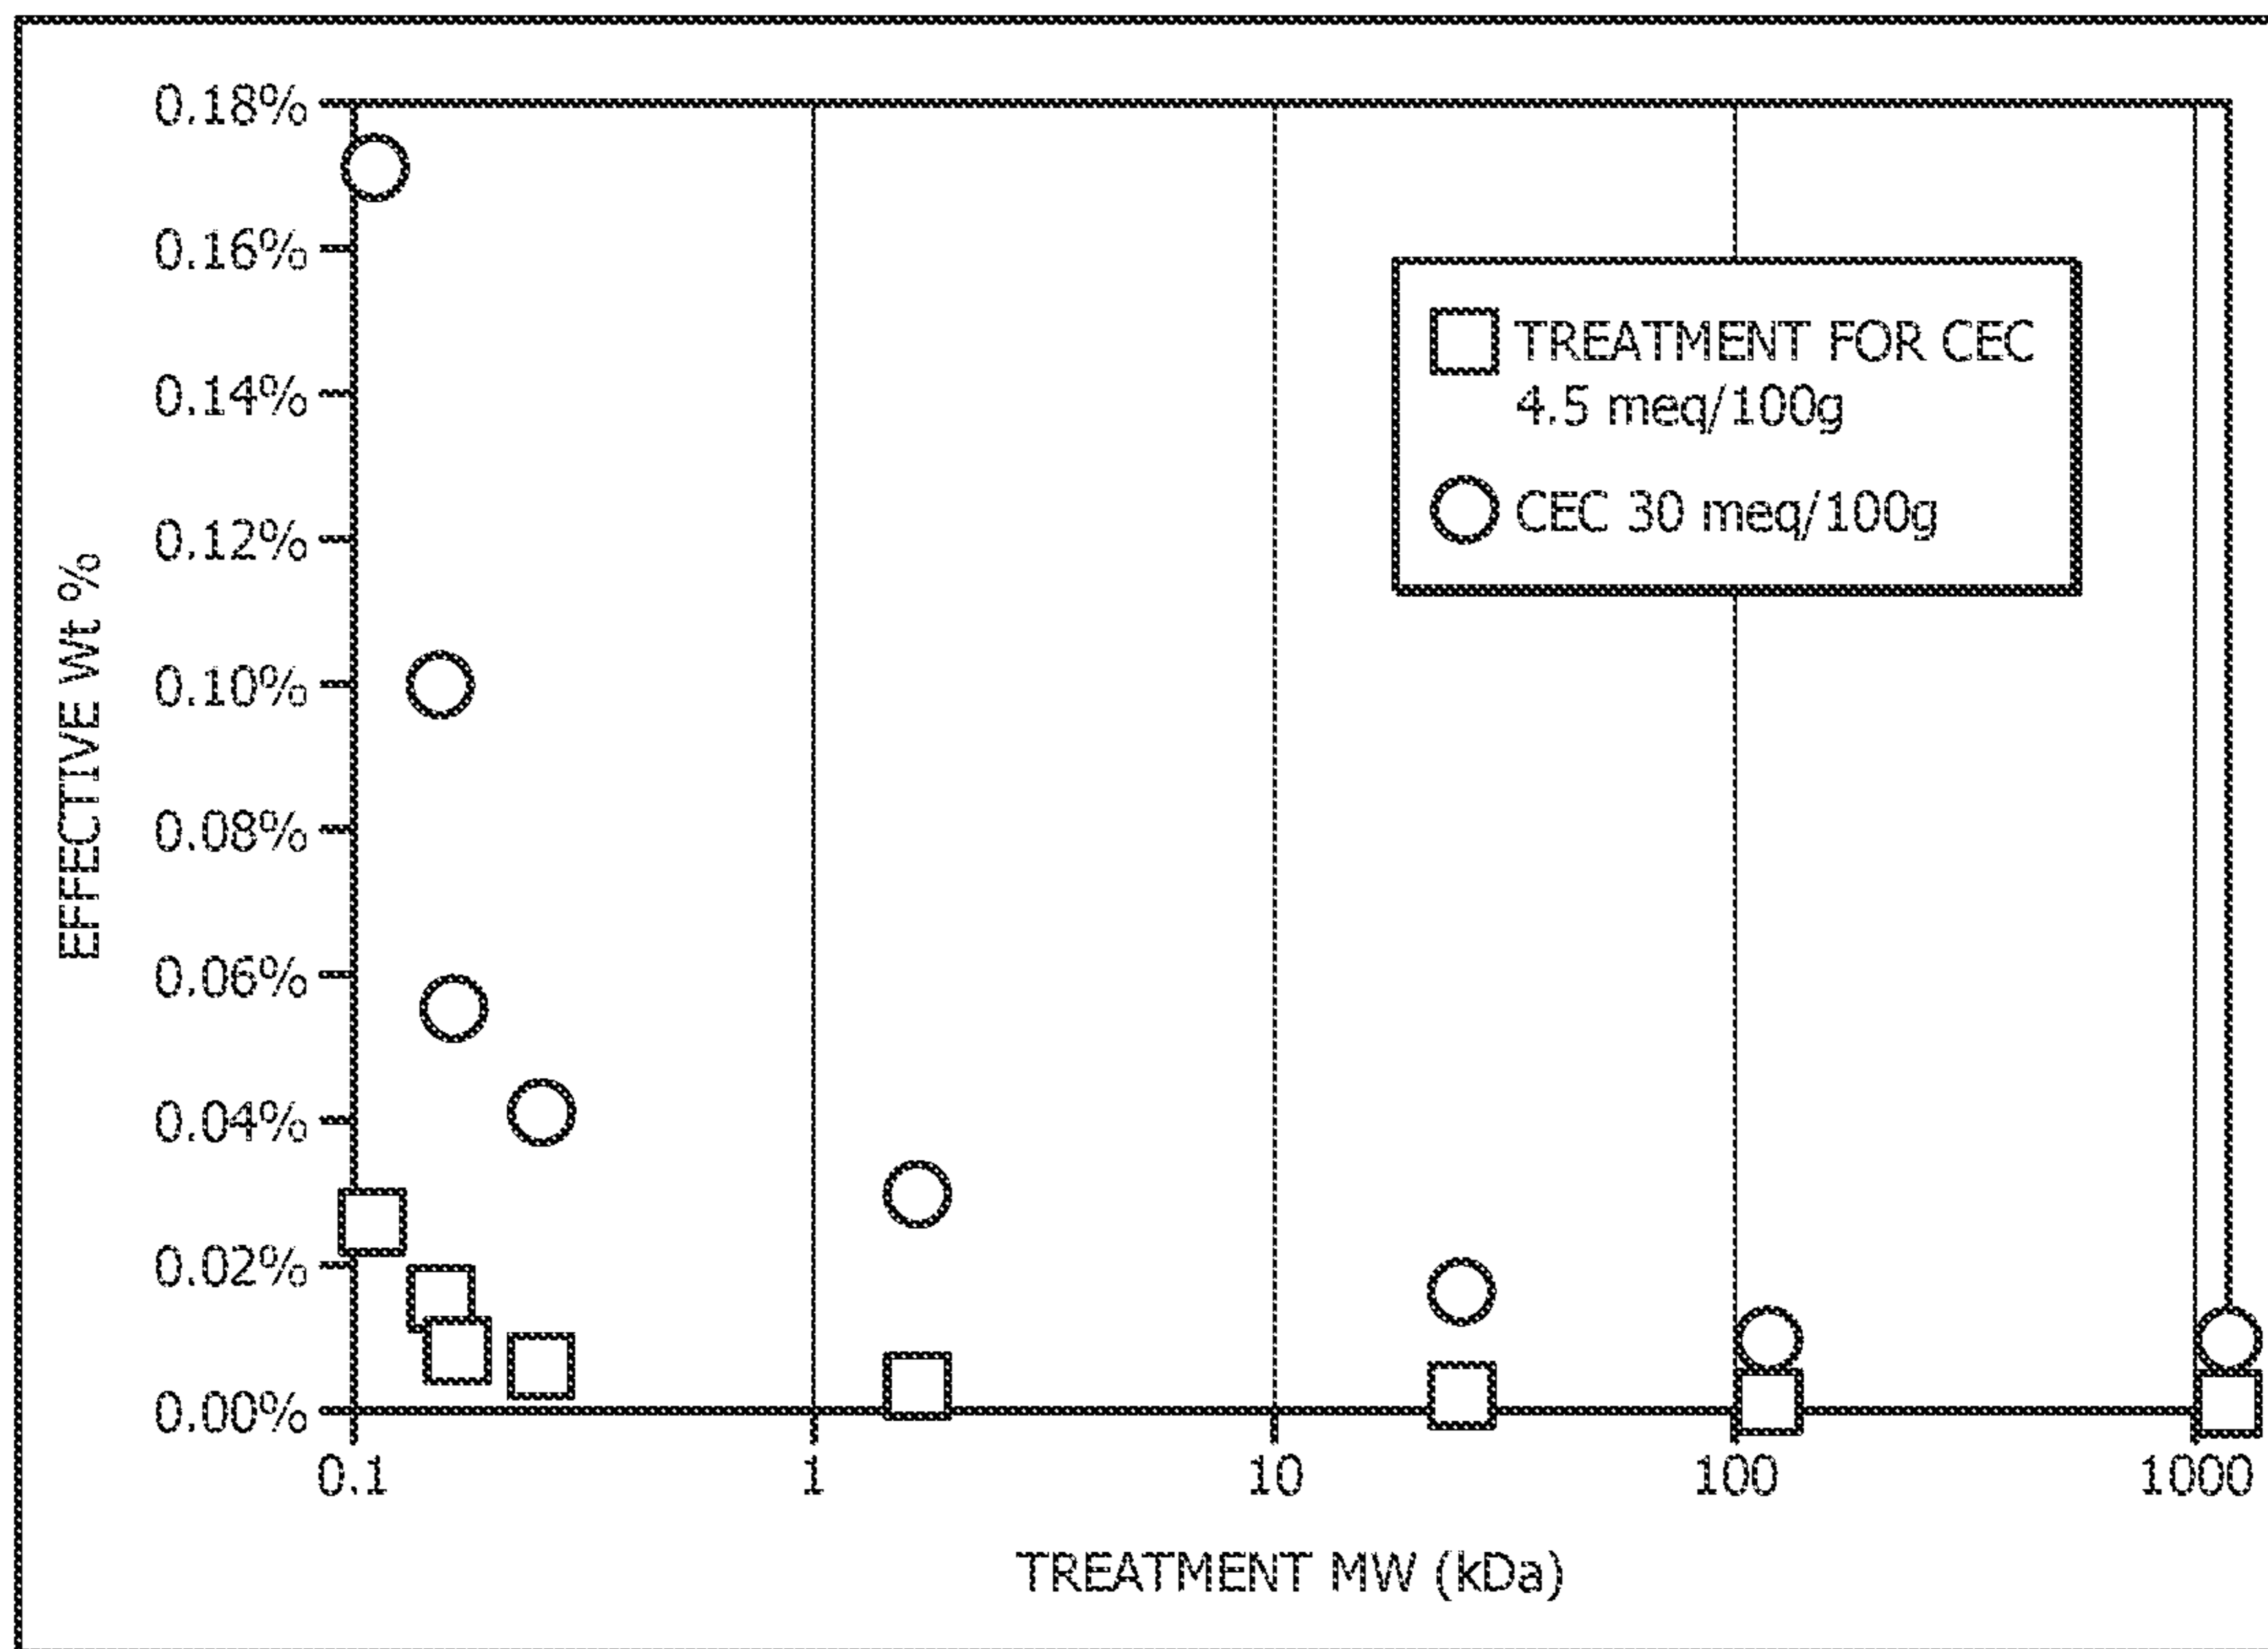 0.18%
0.16%
0.14%
0.12%
0.10%
0.08%
0.06%
0.04%
0.02%
0.00%
EFFECTIVE Wt %
TREATMENT FOR CEC
4.5 meq/100g
CEC 30 meq/100g
0.1 1 10 100 1000
TREATMENT MW (kDa)